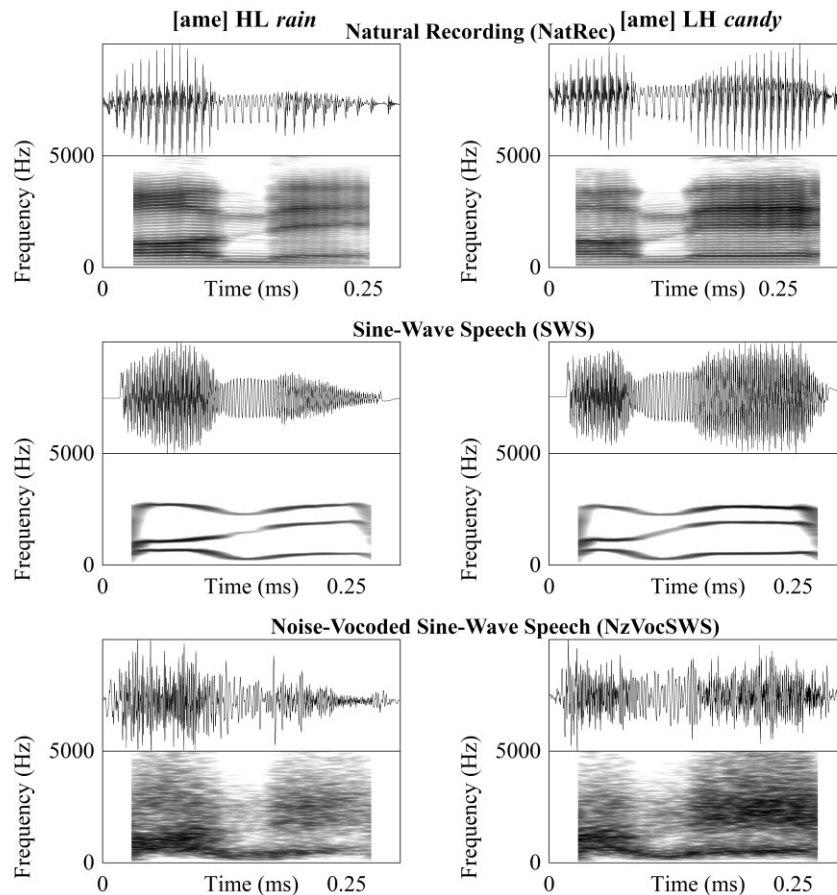 [ame] HL rain [ame] LH candy
Natural Recording (NatRec)
5000 5000
Frequency (Hz) Frequency (Hz)
0 0
0 Time (ms) 0.25 0 Time (ms) 0.25
Sine-Wave Speech (SWS)
5000 5000
Frequency (Hz) Frequency (Hz)
0 0
0 Time (ms) 0.25 0 Time (ms) 0.25
Noise-Vocoded Sine-Wave Speech (NzVocSWS)
5000 5000
Frequency (Hz) Frequency (Hz)
0 0
0 Time (ms) 0.25 0 Time (ms) 0.25